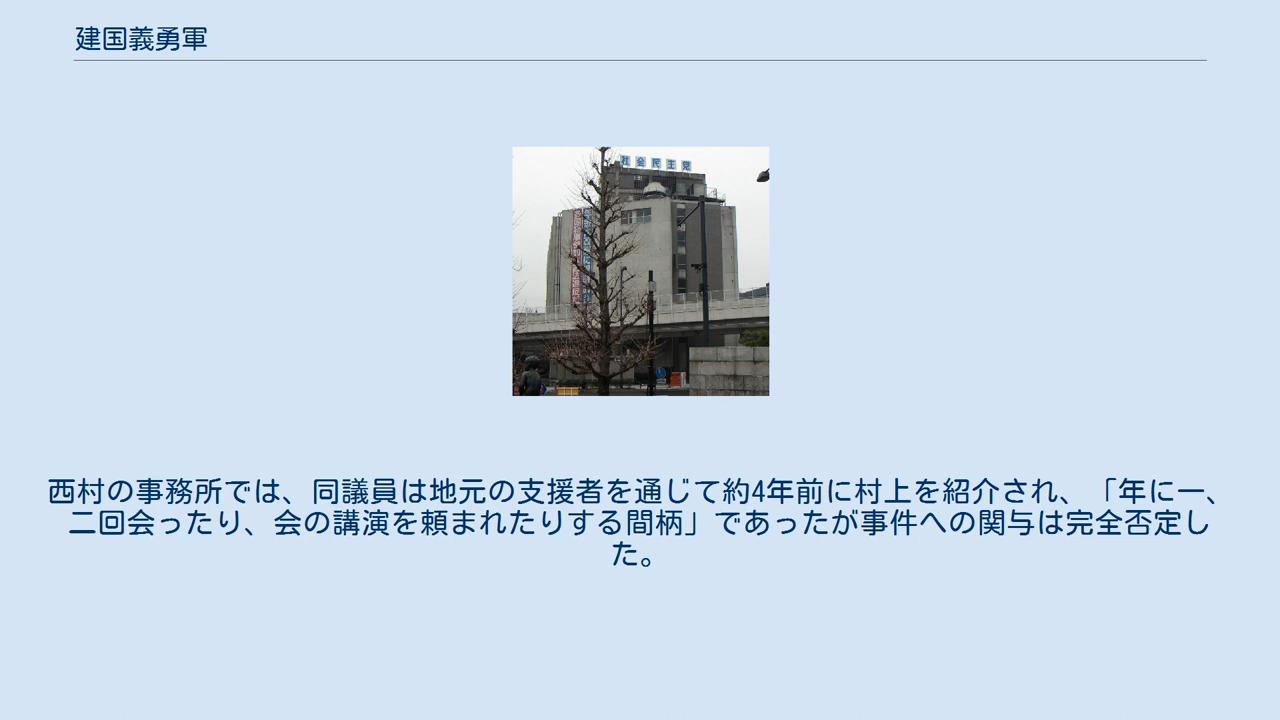 建国義勇軍
社会民主党
西村の事務所では、同議員は地元の支援者を通じて約4年前に村上を紹介され、「年に一、
二回会ったり、会の講演を頼まれたりする間柄」であったが事件への関与は完全否定し
た。